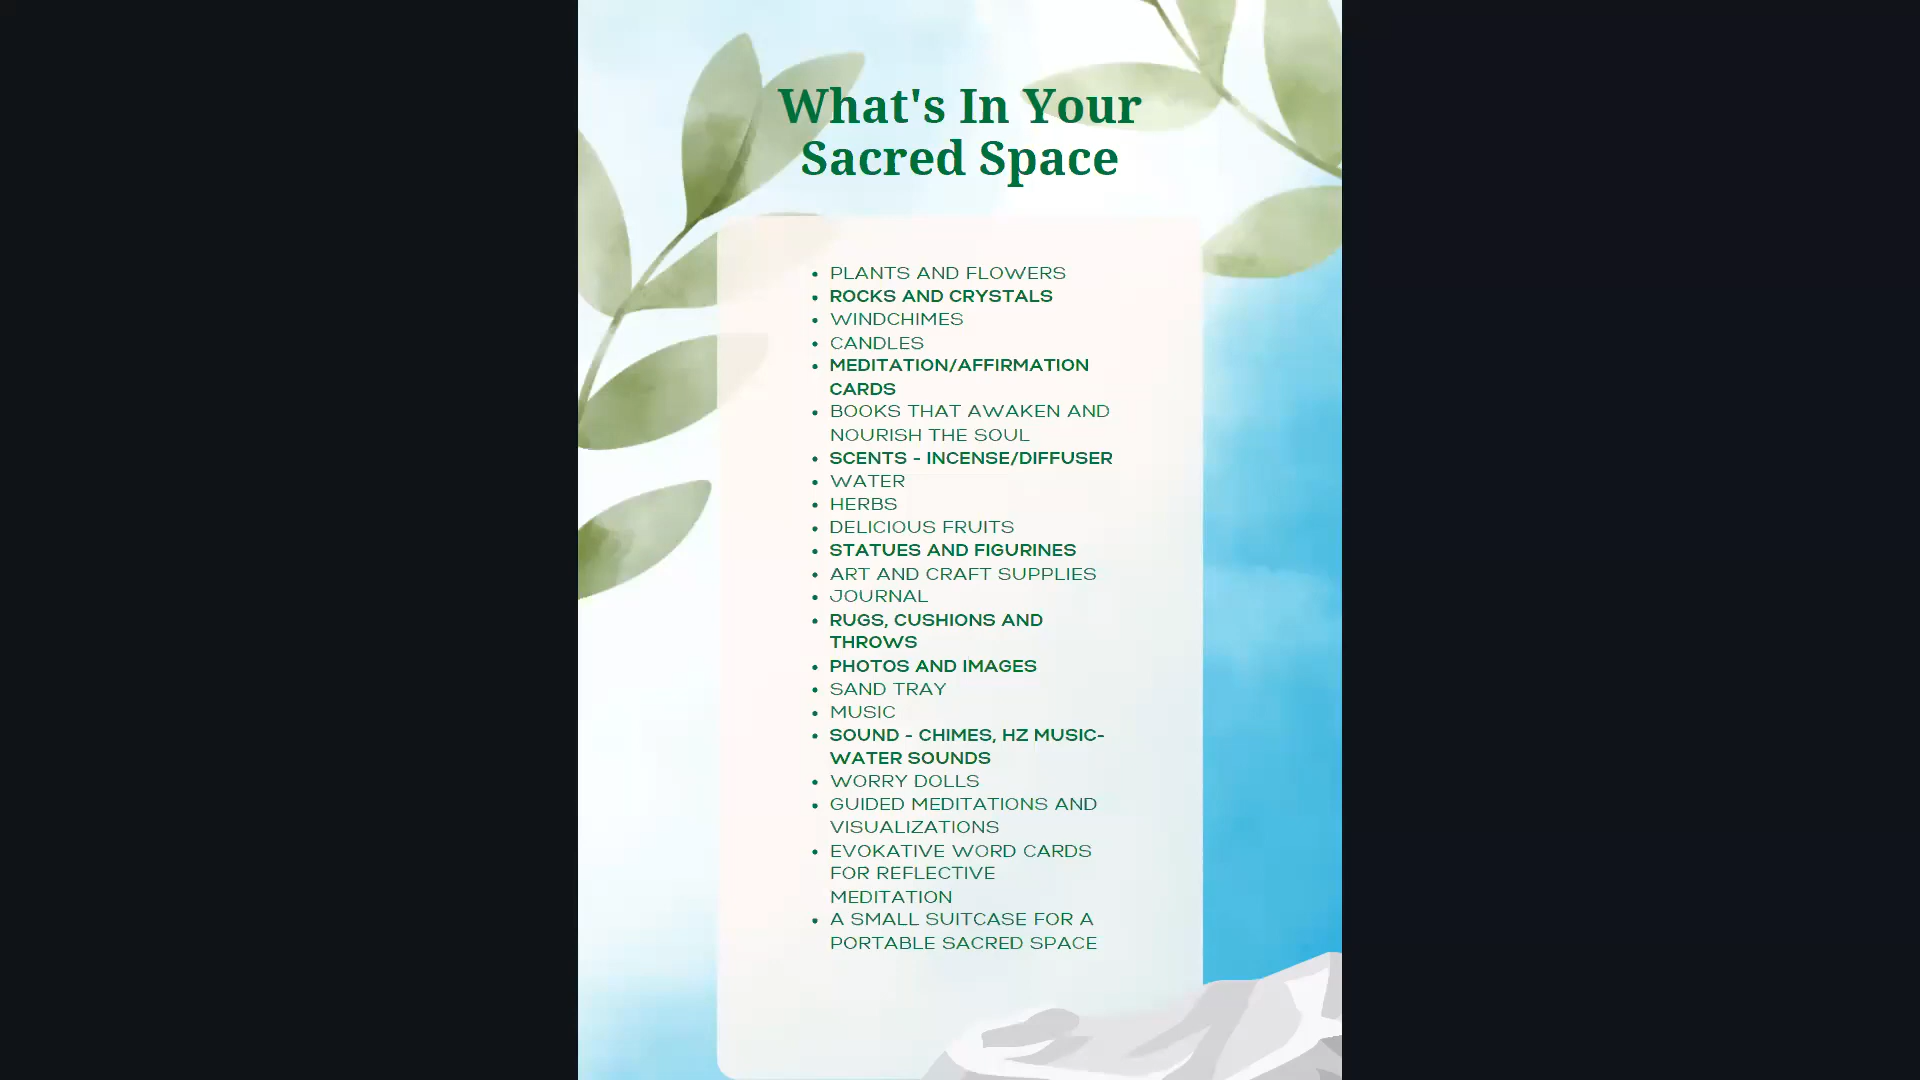 What's In Your
Sacred Space
• PLANTS AND FLOWERS
• ROCKS AND CRYSTALS
• WINDCHIMES
• CANDLES
• MEDITATION/AFFIRMATION
CARDS
• BOOKS THAT AWAKEN AND
NOURISH THE SOUL
• SCENTS - INCENSE/DIFFUSER
• WATER
• HERBS
• DELICIOUS FRUITS
• STATUES AND FIGURINES
• ART AND CRAFT SUPPLIES
• JOURNAL
• RUGS, CUSHIONS AND
THROWS
• PHOTOS AND IMAGES
• SAND TRAY
• MUSIC
• SOUND - CHIMES, HZ MUSIC-
WATER SOUNDS
• WORRY DOLLS
• GUIDED MEDITATIONS AND
VISUALIZATIONS
• EVOKATIVE WORD CARDS
FOR REFLECTIVE
MEDITATION
• A SMALL SUITCASE FOR A
PORTABLE SACRED SPACE